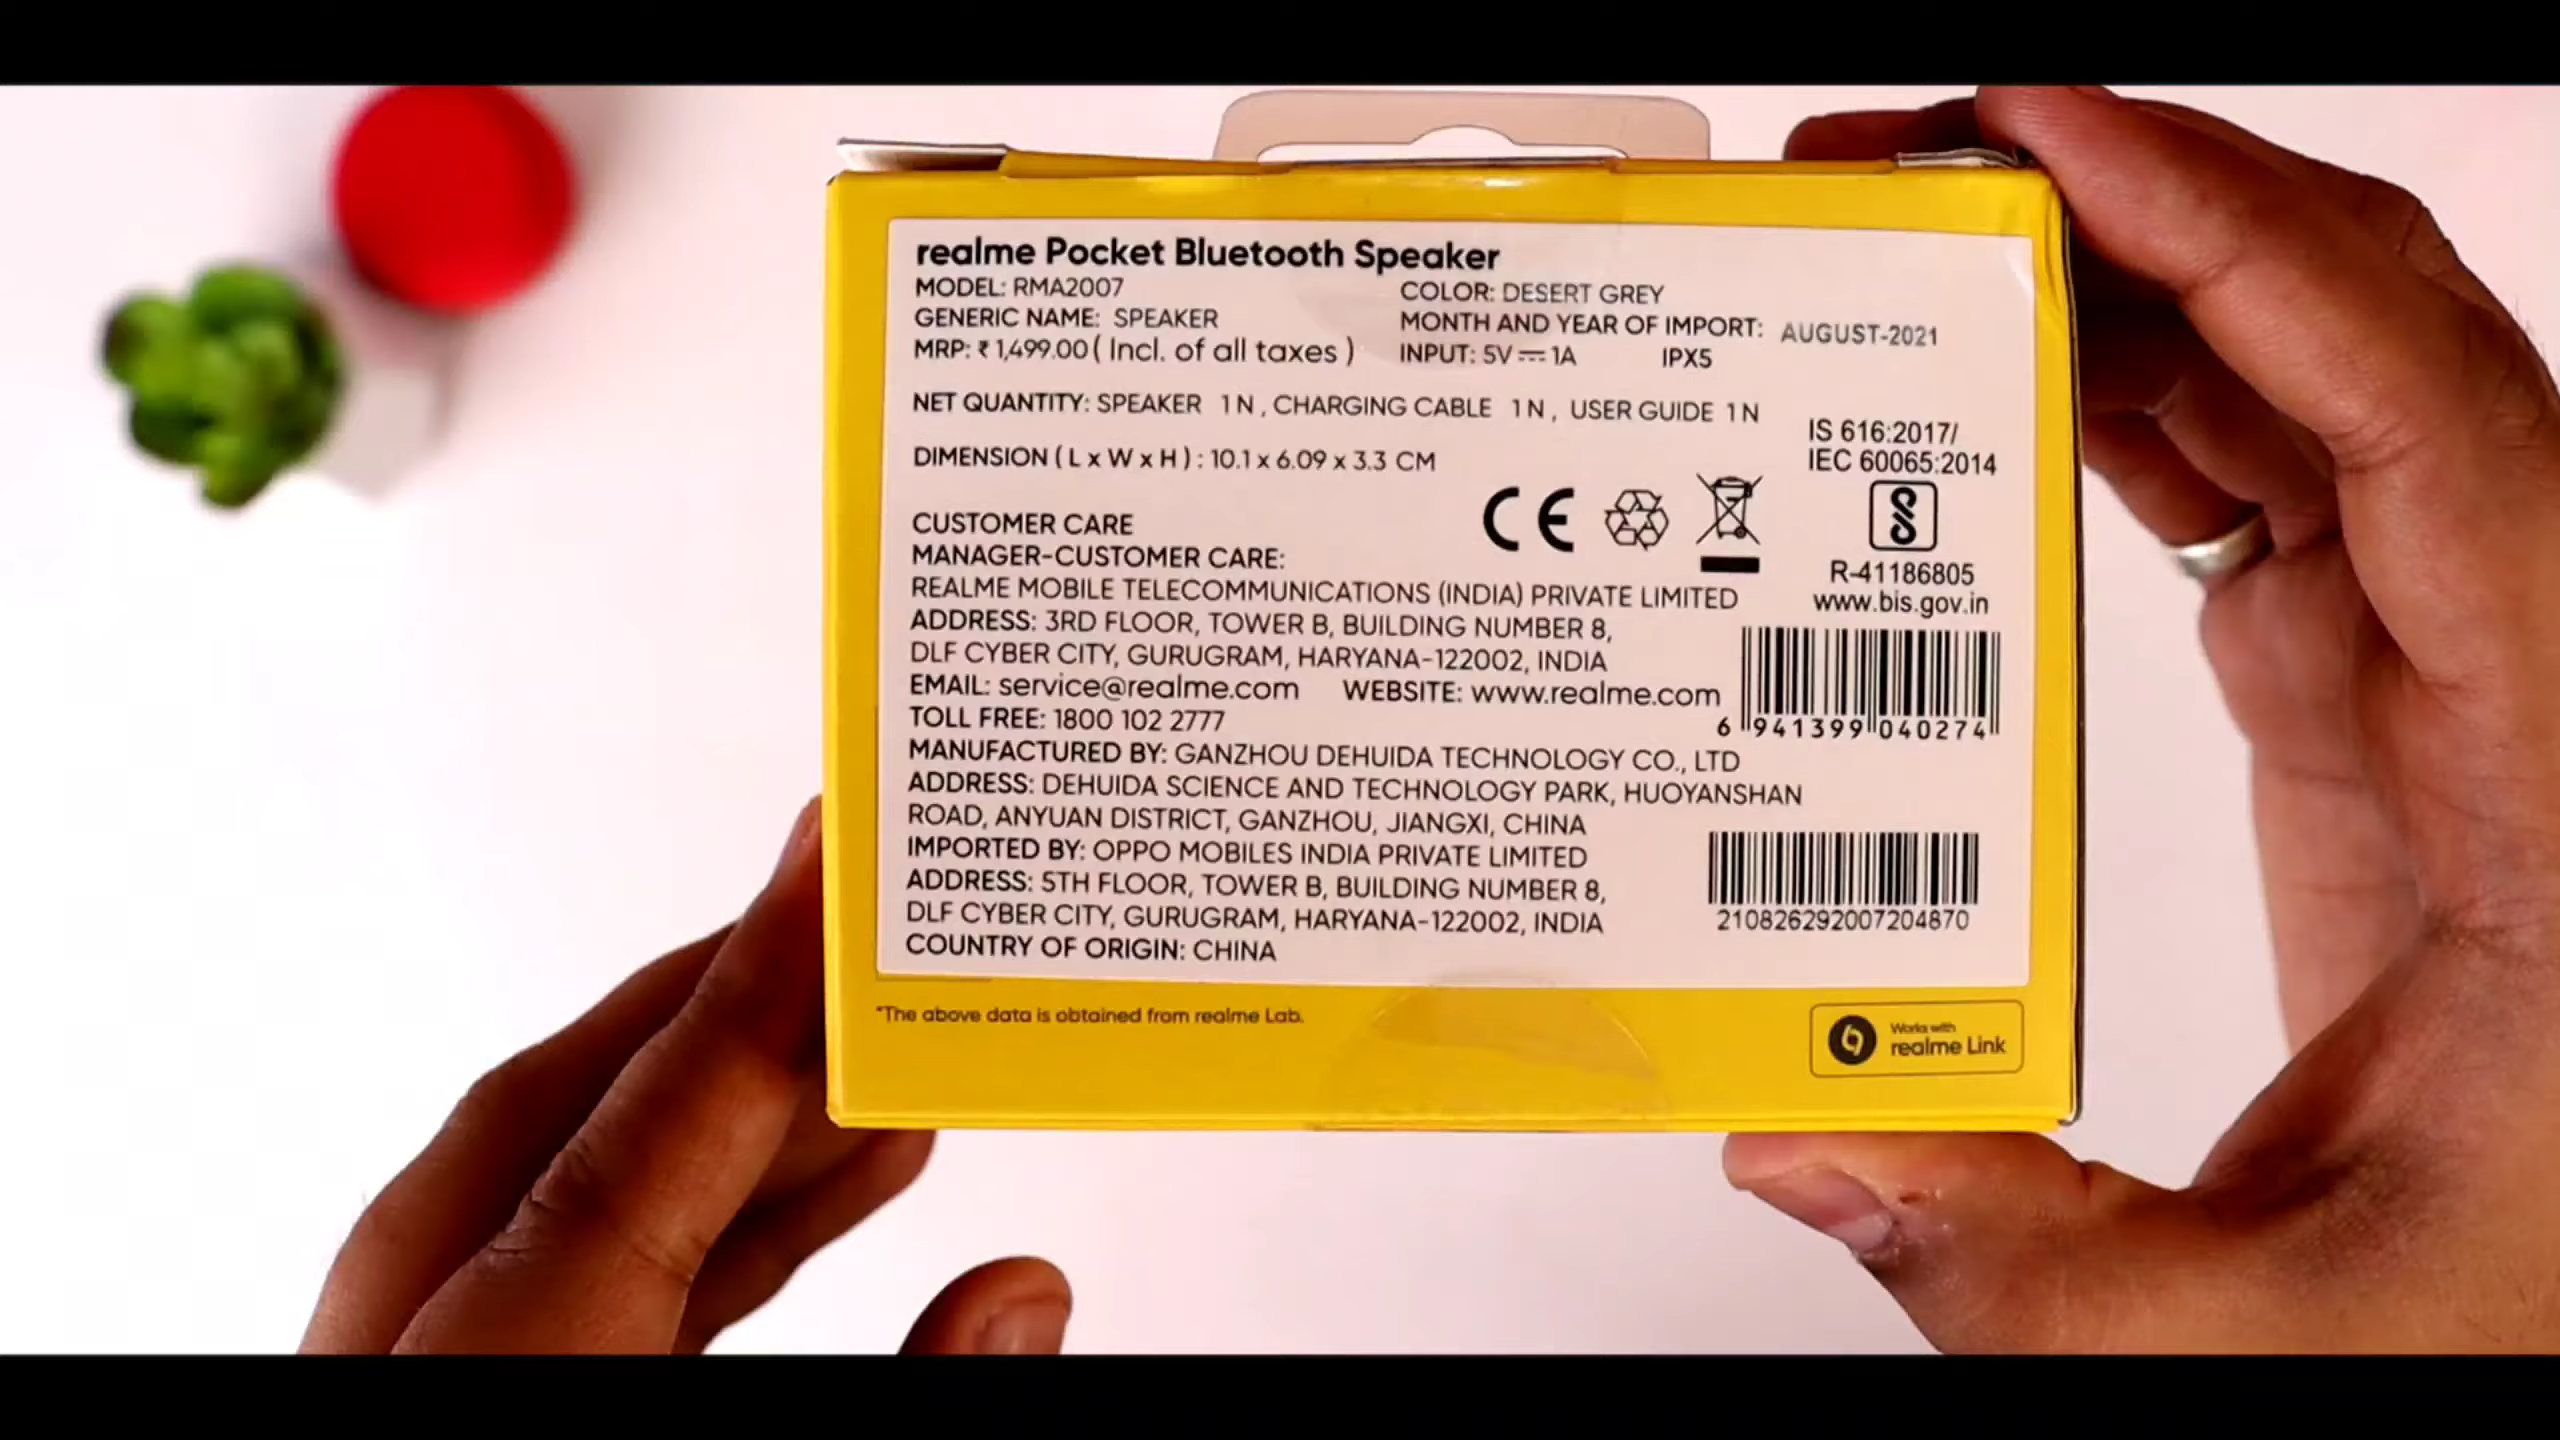 realme Pocket Bluetooth Speaker
MODEL: RMA2007
COLOR: DESERT GREY
GENERIC NAME: SPEAKER
MONTH AND YEAR OF IMPORT: AUGUST-2021
MRP: ₹ 1,499.00 ( Incl. of all taxes )
INPUT: 5V ⎓ 1A IPX5
NET QUANTITY: SPEAKER 1 N , CHARGING CABLE 1 N , USER GUIDE 1 N
DIMENSION ( L x W x H ) : 10.1 x 6.09 x 3.3 CM
IS 616:2017/
IEC 60065:2014
CE
R-41186805
www.bis.gov.in
CUSTOMER CARE
MANAGER-CUSTOMER CARE:
REALME MOBILE TELECOMMUNICATIONS (INDIA) PRIVATE LIMITED
ADDRESS: 3RD FLOOR, TOWER B, BUILDING NUMBER 8,
DLF CYBER CITY, GURUGRAM, HARYANA-122002, INDIA
EMAIL: service@realme.com WEBSITE: www.realme.com
TOLL FREE: 1800 102 2777
6 941399 040274
MANUFACTURED BY: GANZHOU DEHUIDA TECHNOLOGY CO., LTD
ADDRESS: DEHUIDA SCIENCE AND TECHNOLOGY PARK, HUOYANSHAN
ROAD, ANYUAN DISTRICT, GANZHOU, JIANGXI, CHINA
IMPORTED BY: OPPO MOBILES INDIA PRIVATE LIMITED
ADDRESS: 5TH FLOOR, TOWER B, BUILDING NUMBER 8,
DLF CYBER CITY, GURUGRAM, HARYANA-122002, INDIA
COUNTRY OF ORIGIN: CHINA
210826292007204870
*The above data is obtained from realme Lab.
Works with
realme Link